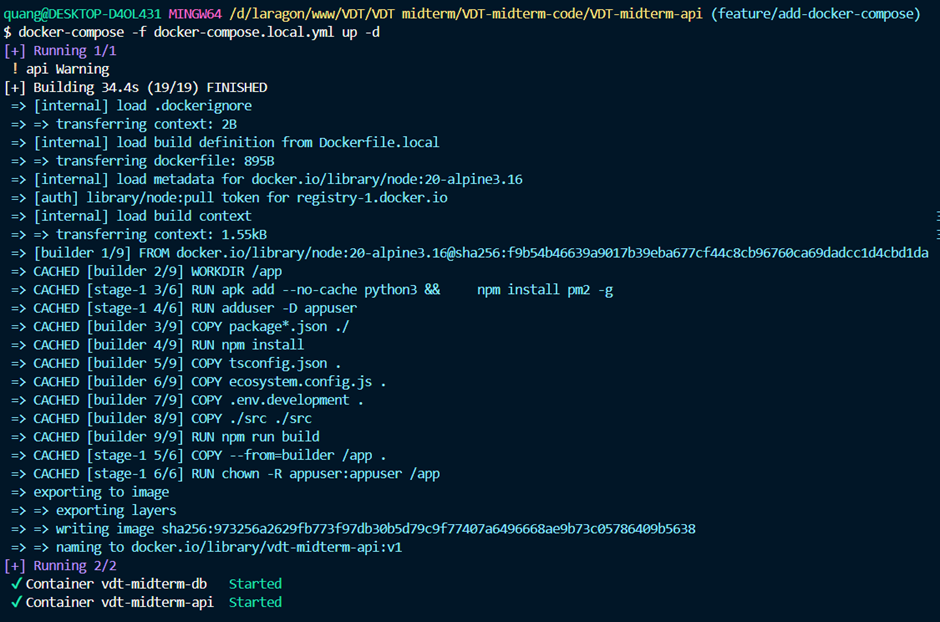 quang@DESKTOP-D4OL431 MINGW64 /d/laragon/www/VDT/VDT midterm/VDT-midterm-code/VDT-midterm-api (feature/add-docker-compose)
$ docker-compose -f docker-compose.local.yml up -d
[+] Running 1/1
! api Warning
[+] Building 34.4s (19/19) FINISHED
=> [internal] load .dockerignore
=> => transferring context: 2B
=> [internal] load build definition from Dockerfile.local
=> => transferring dockerfile: 895B
=> [internal] load metadata for docker.io/library/node:20-alpine3.16
=> [auth] library/node:pull token for registry-1.docker.io
=> [internal] load build context
=> => transferring context: 1.55kB
=> [builder 1/9] FROM docker.io/library/node:20-alpine3.16@sha256:f9b54b46639a9017b39eba677cf44c8cb96760ca69dadcc1d4cbd1da
=> CACHED [builder 2/9] WORKDIR /app
=> CACHED [stage-1 3/6] RUN apk add --no-cache python3 &&     npm install pm2 -g
=> CACHED [stage-1 4/6] RUN adduser -D appuser
=> CACHED [builder 3/9] COPY package*.json ./
=> CACHED [builder 4/9] RUN npm install
=> CACHED [builder 5/9] COPY tsconfig.json .
=> CACHED [builder 6/9] COPY ecosystem.config.js .
=> CACHED [builder 7/9] COPY .env.development .
=> CACHED [builder 8/9] COPY ./src ./src
=> CACHED [builder 9/9] RUN npm run build
=> CACHED [stage-1 5/6] COPY --from=builder /app .
=> CACHED [stage-1 6/6] RUN chown -R appuser:appuser /app
=> exporting to image
=> => exporting layers
=> => writing image sha256:973256a2629fb773f97db30b5d79c9f77407a6496668ae9b73c05786409b5638
=> => naming to docker.io/library/vdt-midterm-api:v1
[+] Running 2/2
✓ Container vdt-midterm-db   Started
✓ Container vdt-midterm-api  Started